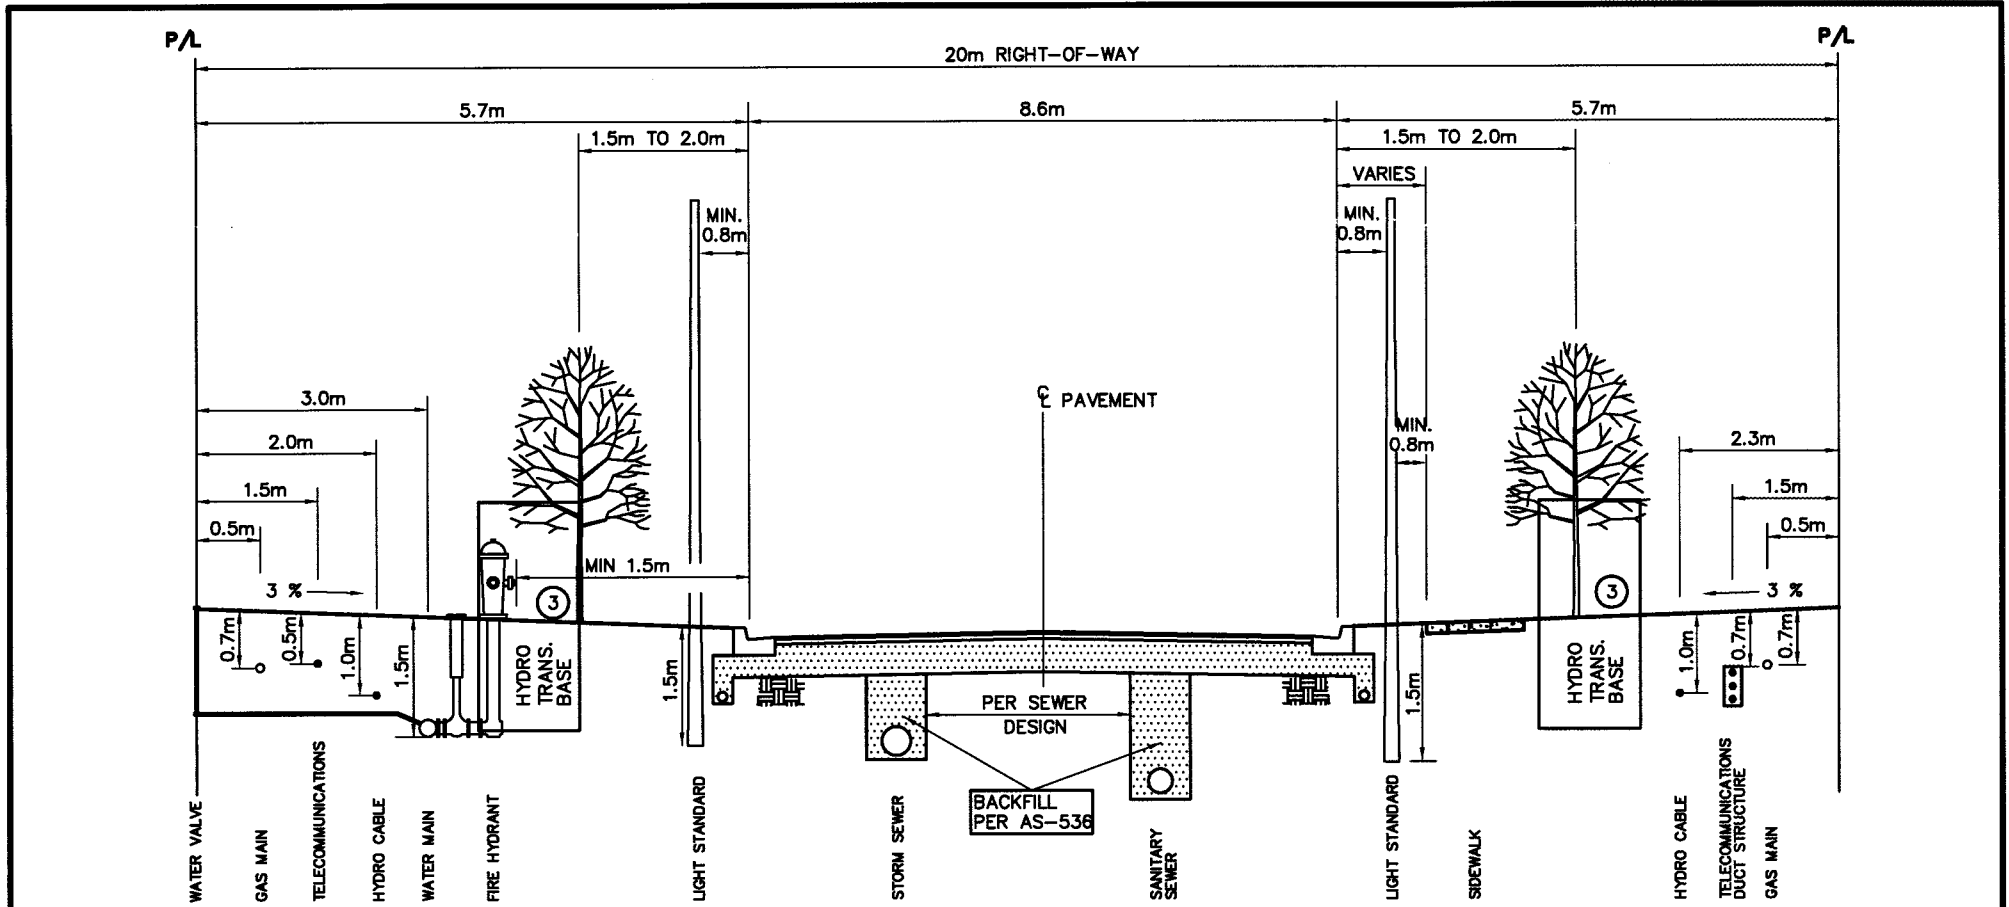 P/L
P/L
20m RIGHT-OF-WAY
5.7m
8.6m
5.7m
1.5m TO 2.0m
1.5m TO 2.0m
VARIES
MIN.
0.8m
MIN.
0.8m
℄ PAVEMENT
3.0m
MIN.
0.8m
2.0m
2.3m
1.5m
1.5m
0.5m
0.5m
MIN 1.5m
3 %
3
3
3 %
0.7m
0.5m
1.0m
1.5m
HYDRO
TRANS.
BASE
1.5m
PER SEWER
DESIGN
1.5m
HYDRO
TRANS.
BASE
1.0m
0.7m
0.7m
BACKFILL
PER AS-536
WATER VALVE
GAS MAIN
TELECOMMUNICATIONS
HYDRO CABLE
WATER MAIN
FIRE HYDRANT
LIGHT STANDARD
STORM SEWER
SANITARY
SEWER
LIGHT STANDARD
SIDEWALK
HYDRO CABLE
TELECOMMUNICATIONS
DUCT STRUCTURE
GAS MAIN